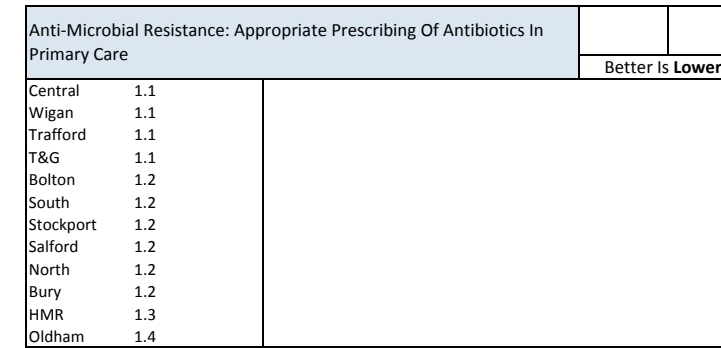 Anti-Microbial Resistance: Appropriate Prescribing Of Antibiotics In
Primary Care
Better Is Lower
Central 1.1
Wigan 1.1
Trafford 1.1
T&G 1.1
Bolton 1.2
South 1.2
Stockport 1.2
Salford 1.2
North 1.2
Bury 1.2
HMR 1.3
Oldham 1.4